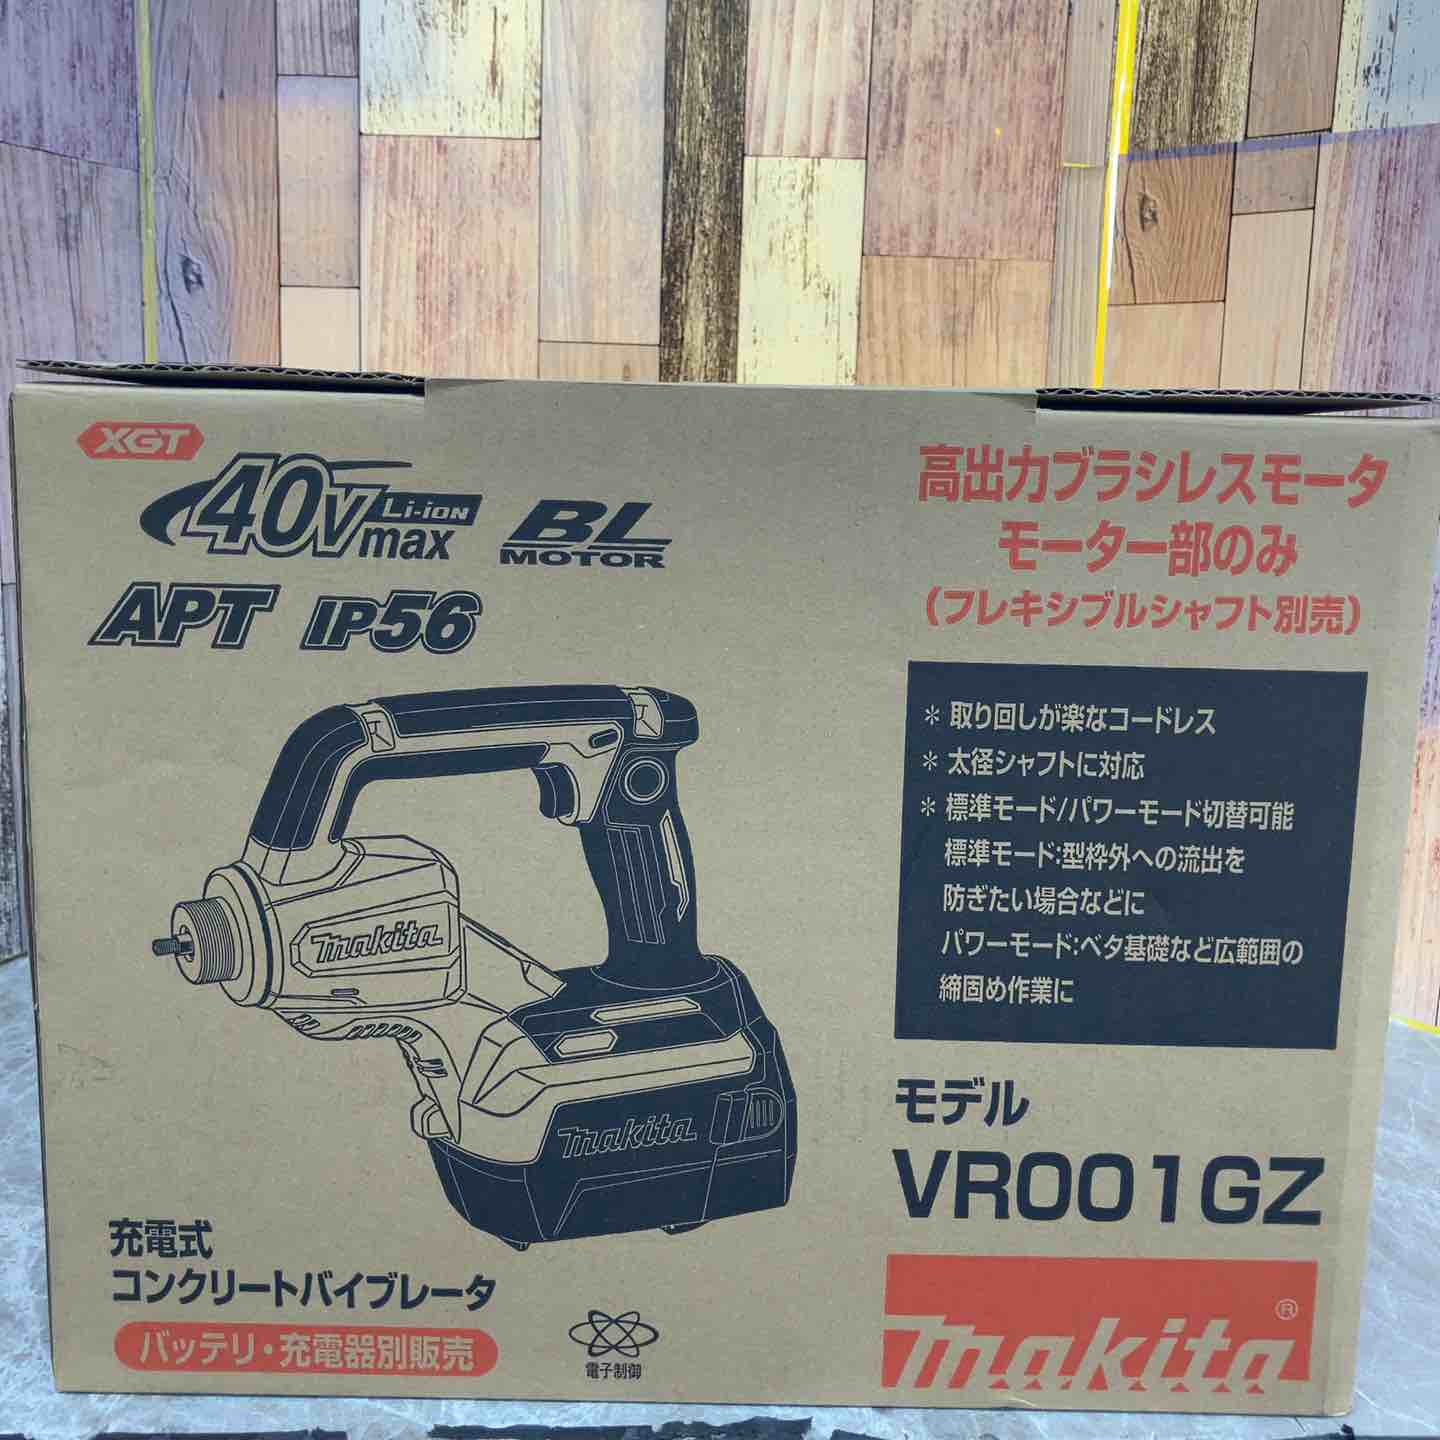 XGT
40Vmax Li-ion
BL MOTOR
APT IP56
高出力ブラシレスモータ
モーター部のみ
（フレキシブルシャフト別売）
＊取り回しが楽なコードレス
＊太径シャフトに対応
＊標準モード/パワーモード切替可能
標準モード:型枠外への流出を
防ぎたい場合などに
パワーモード:ベタ基礎など広範囲の
締固め作業に
makita
makita
モデル
VR001GZ
充電式
コンクリートバイブレータ
バッテリ・充電器別販売
電子制御
makita®